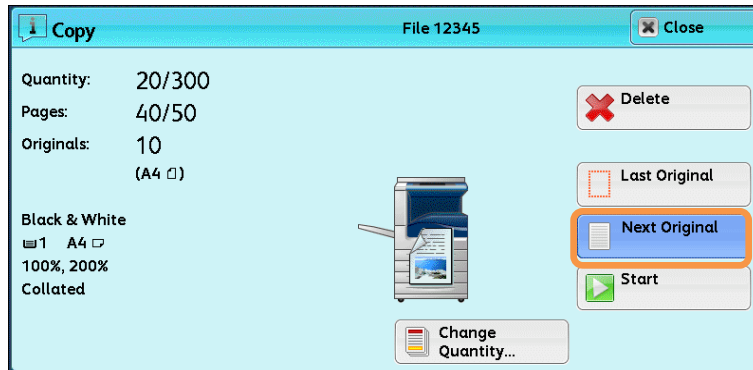 Copy
File 12345
Close
Quantity: 20/300
Pages: 40/50
Originals: 10
(A4)
Black & White
1 A4
100%, 200%
Collated
Delete
Last Original
Next Original
Start
Change
Quantity...